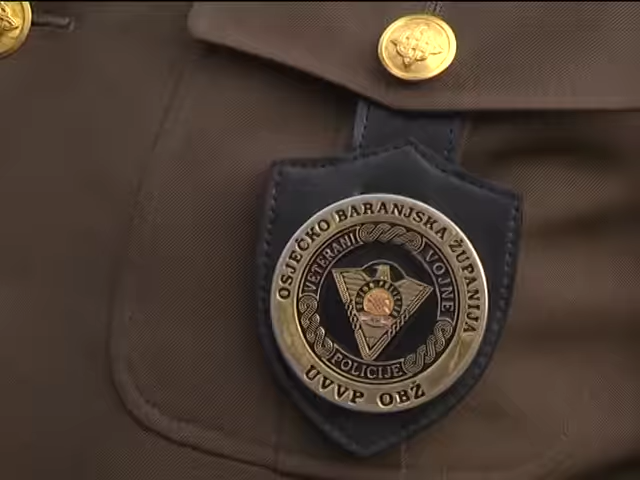 OSJEČKO BARANJSKA ŽUPANIJA
VETERANI VOJNE
POLICIJE
UVVP OBŽ